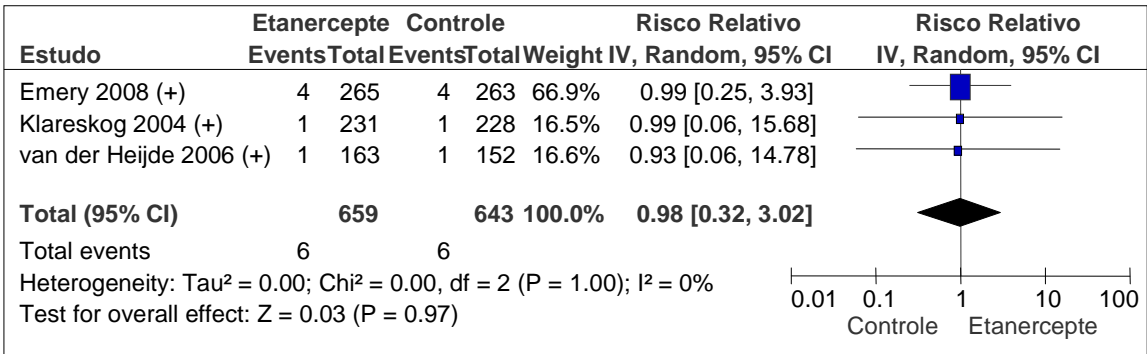 Etanercepte Controle Risco Relativo Risco Relativo
Estudo Events Total Events Total Weight IV, Random, 95% CI IV, Random, 95% CI
Emery 2008 (+) 4 265 4 263 66.9% 0.99 [0.25, 3.93]
Klareskog 2004 (+) 1 231 1 228 16.5% 0.99 [0.06, 15.68]
van der Heijde 2006 (+) 1 163 1 152 16.6% 0.93 [0.06, 14.78]
Total (95% CI) 659 643 100.0% 0.98 [0.32, 3.02]
Total events 6 6
Heterogeneity: Tau² = 0.00; Chi² = 0.00, df = 2 (P = 1.00); I² = 0%
Test for overall effect: Z = 0.03 (P = 0.97)
0.01 0.1 1 10 100
Controle Etanercepte